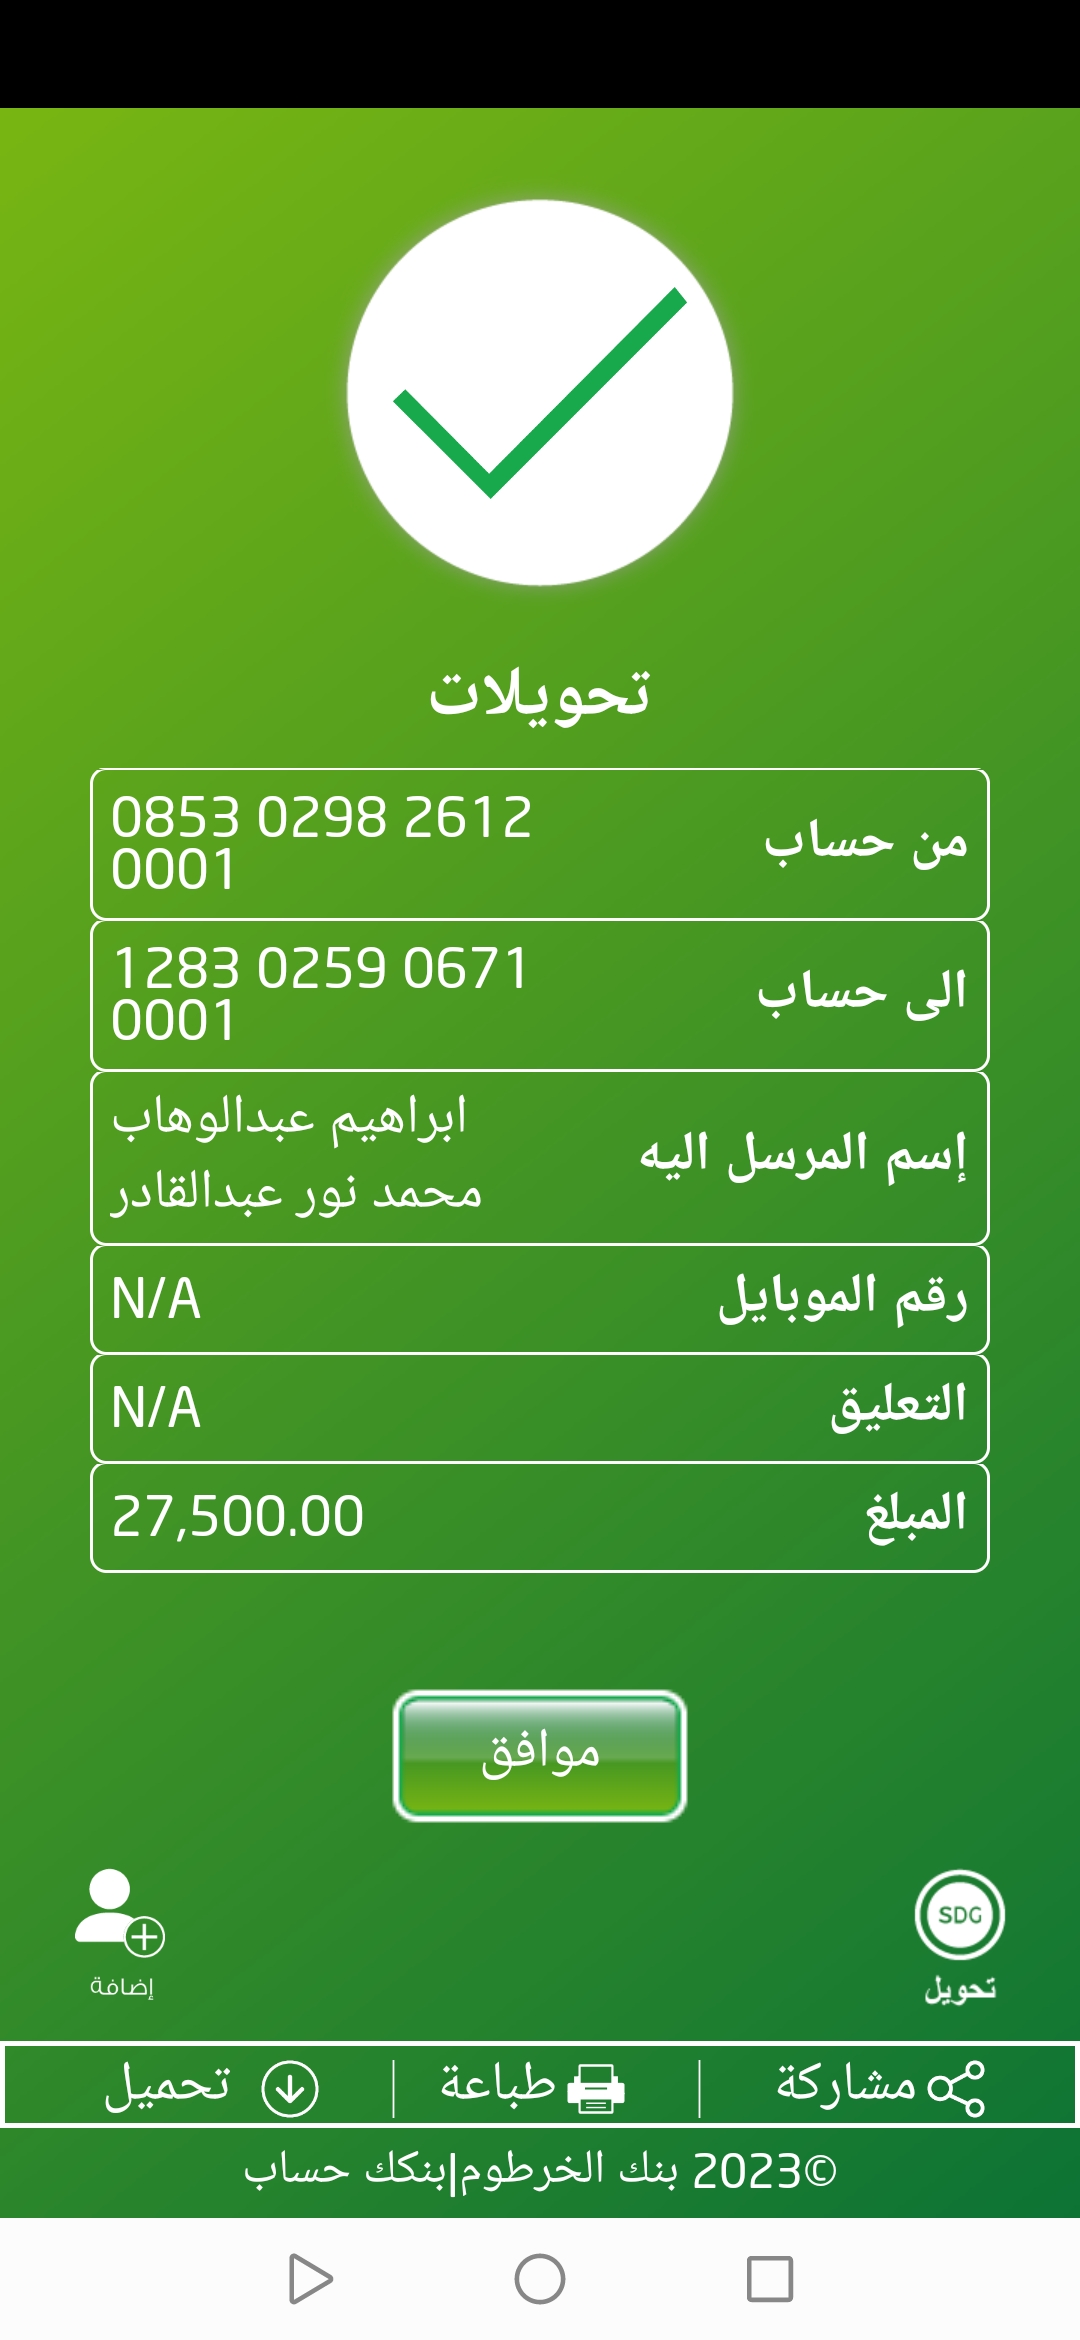 تحويلات
من حساب
0853 0298 2612
0001
الى حساب
1283 0259 0671
0001
إسم المرسل اليه
ابراهيم عبدالوهاب
محمد نور عبدالقادر
رقم الموبايل
N/A
التعليق
N/A
المبلغ
27,500.00
موافق
SDG
تحويل
إضافة
مشاركة
طباعة
تحميل
©2023 بنك الخرطوم|بنكك حساب